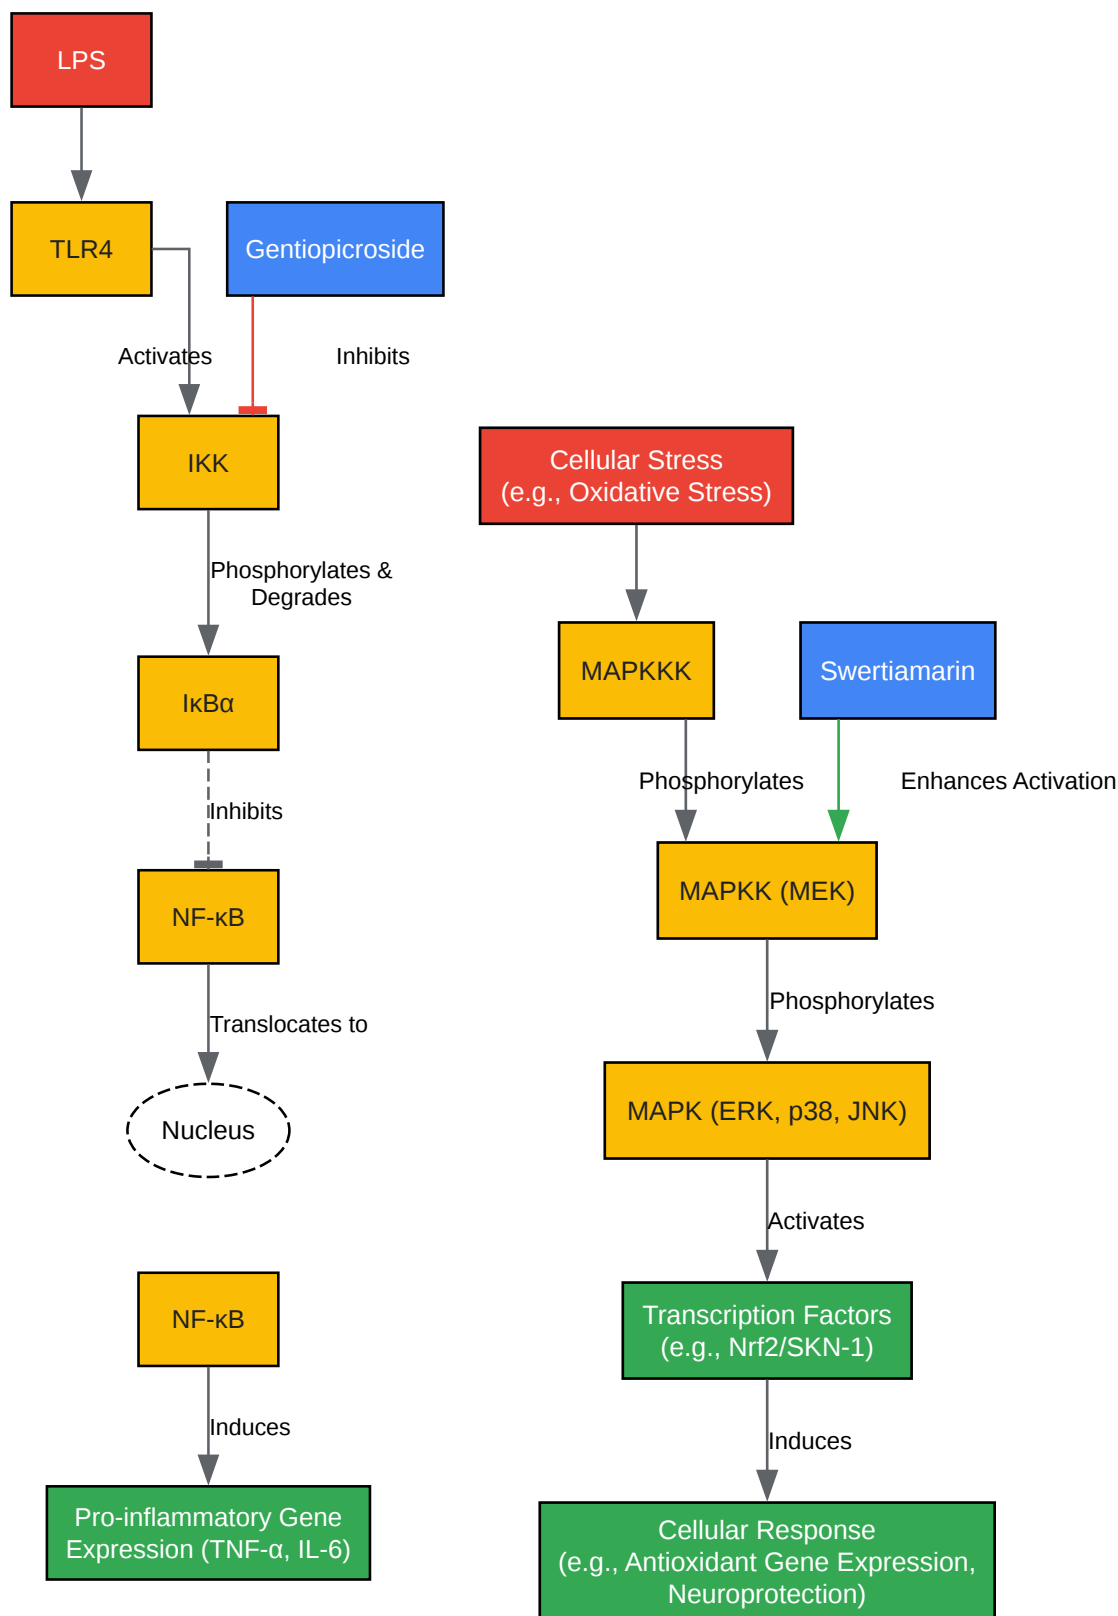 LPS
TLR4
Gentiopicroside
Activates
Inhibits
IKK
Phosphorylates &
Degrades
IκBα
Inhibits
NF-κB
Translocates to
Nucleus
NF-κB
Induces
Pro-inflammatory Gene
Expression (TNF-α, IL-6)
Cellular Stress
(e.g., Oxidative Stress)
MAPKKK
Swertiamarin
Phosphorylates
Enhances Activation
MAPKK (MEK)
Phosphorylates
MAPK (ERK, p38, JNK)
Activates
Transcription Factors
(e.g., Nrf2/SKN-1)
Induces
Cellular Response
(e.g., Antioxidant Gene Expression,
Neuroprotection)